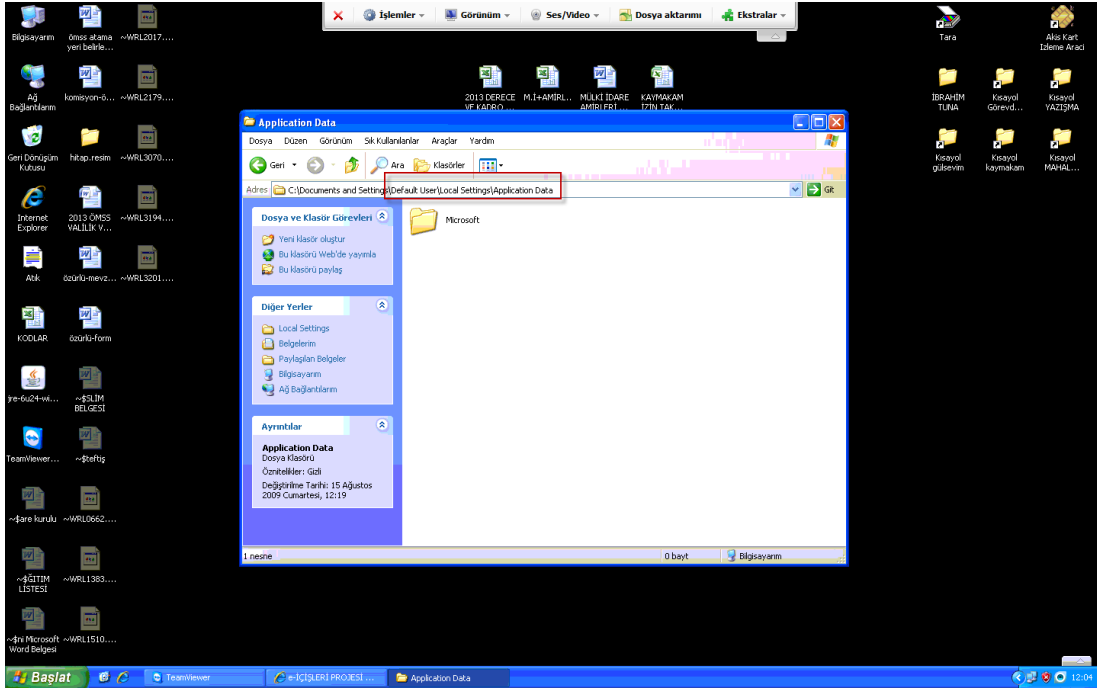 İşlemler
Görünüm
Ses/Video
Dosya aktarımı
Ekstralar
Bilgisayarım
ömss atama
yeri belirle...
~WRL2017....
Tara
Akis Kart
İzleme Araci
Ağ
Bağlantılarım
komisyon-ö...
~WRL2179....
2013 DERECE
VE KADRO ...
M.İ+AMİRL...
MÜLKİ İDARE
AMİRLERİ ...
KAYMAKAM
İZİN TAK...
İBRAHİM
TUNA
Kısayol
Görevd...
Kısayol
YAZIŞMA
Geri Dönüşüm
Kutusu
hitap.resim
~WRL3070....
Kısayol
gülsevim
Kısayol
kaymakam
Kısayol
MAHAL...
Internet
Explorer
2013 ÖMSS
VALİLİK V...
~WRL3194....
Atık
özürlü-mevz...
~WRL3201....
KODLAR
özürlü-form
jre-6u24-wi...
~$SLİM
BELGESİ
TeamViewer...
~$teftiş
~$are kurulu
~WRL0662....
~$ĞITIM
LİSTESİ
~WRL1383....
~$ni Microsoft
Word Belgesi
~WRL1510....
Application Data
Dosya Düzen Görünüm Sık Kullanılanlar Araçlar Yardım
Geri Ara Klasörler
Adres C:\Documents and Settings\Default User\Local Settings\Application Data Git
Dosya ve Klasör Görevleri
Yeni klasör oluştur
Bu klasörü Web'de yayımla
Bu klasörü paylaş
Diğer Yerler
Local Settings
Belgelerim
Paylaşılan Belgeler
Bilgisayarım
Ağ Bağlantılarım
Ayrıntılar
Application Data
Dosya Klasörü
Öznitelikler: Gizli
Değiştirilme Tarihi: 15 Ağustos
2009 Cumartesi, 12:19
Microsoft
1 nesne 0 bayt Bilgisayarım
Başlat TeamViewer e-İÇİŞLERİ PROJESİ ... Application Data 12:04